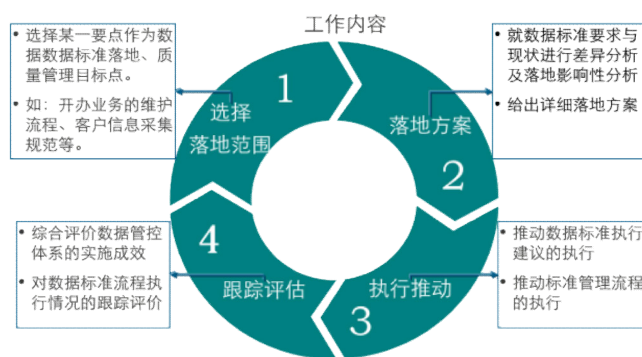 工作内容
• 选择某一要点作为数
据数据标准落地、质
量管理目标点。
• 如：开办业务的维护
流程、客户信息采集
规范等。
1
选择
落地范围
• 就数据标准要求与
现状进行差异分析
及落地影响性分析
• 给出详细落地方案
落地方案
2
• 推动数据标准执行
建议的执行
• 推动标准管理流程
的执行
执行推动
3
• 综合评价数据管控
体系的实施成效
• 对数据标准流程执
行情况的跟踪评价
4
跟踪评估